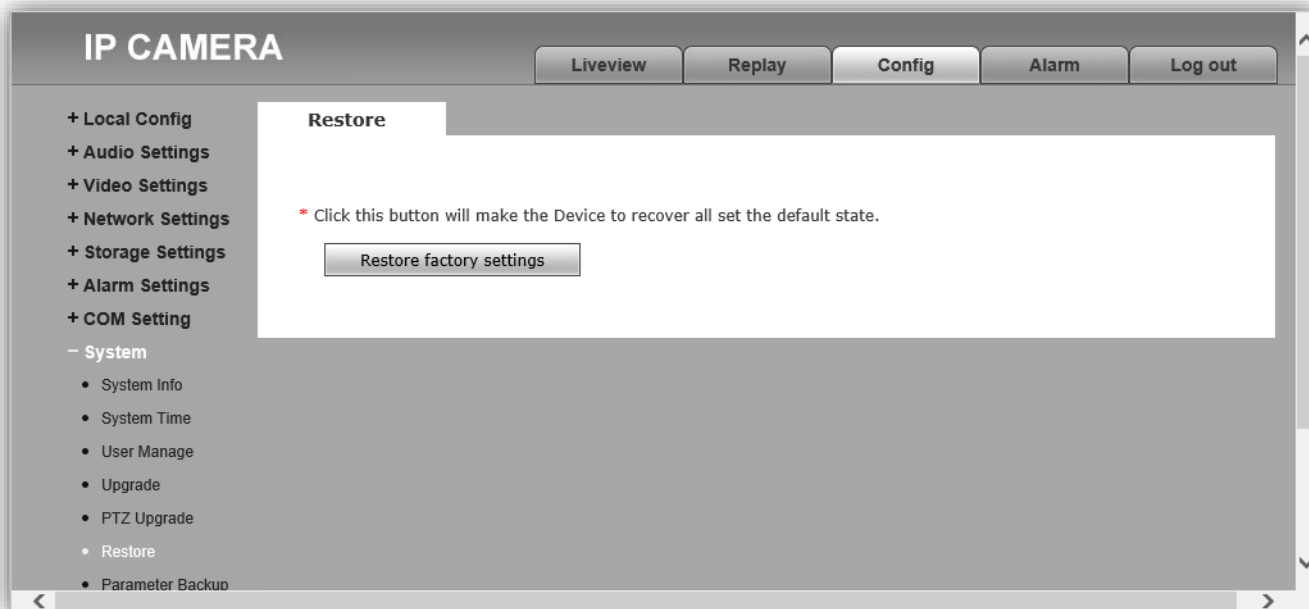 IP CAMERA
Liveview Replay Config Alarm Log out
+ Local Config
+ Audio Settings
+ Video Settings
+ Network Settings
+ Storage Settings
+ Alarm Settings
+ COM Setting
− System
• System Info
• System Time
• User Manage
• Upgrade
• PTZ Upgrade
• Restore
• Parameter Backup
Restore
* Click this button will make the Device to recover all set the default state.
Restore factory settings